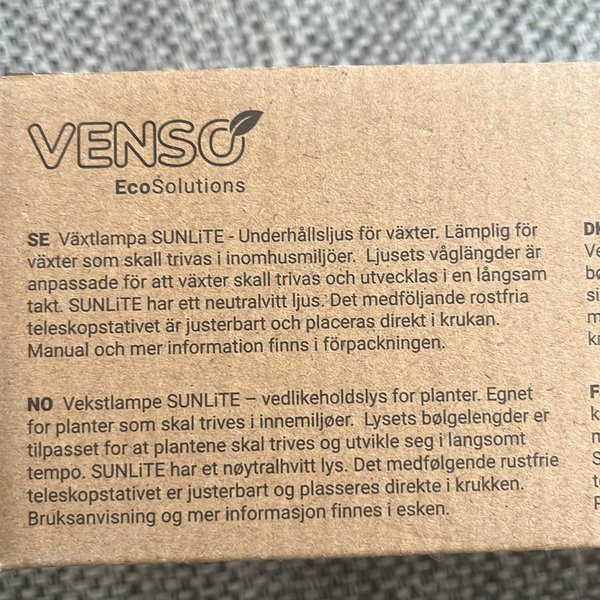 VENSO
EcoSolutions
SE Växtlampa SUNLiTE - Underhållsljus för växter. Lämplig för
växter som skall trivas i inomhusmiljöer. Ljusets våglängder är
anpassade för att växter skall trivas och utvecklas i en långsam
takt. SUNLiTE har ett neutralvitt ljus. Det medföljande rostfria
teleskopstativet är justerbart och placeras direkt i krukan.
Manual och mer information finns i förpackningen.
NO Vekstlampe SUNLiTE – vedlikeholdslys for planter. Egnet
for planter som skal trives i innemiljøer. Lysets bølgelengder er
tilpasset for at plantene skal trives og utvikle seg i langsomt
tempo. SUNLiTE har et nøytralhvitt lys. Det medfølgende rustfrie
teleskopstativet er justerbart og plasseres direkte i krukken.
Bruksanvisning og mer informasjon finnes i esken.